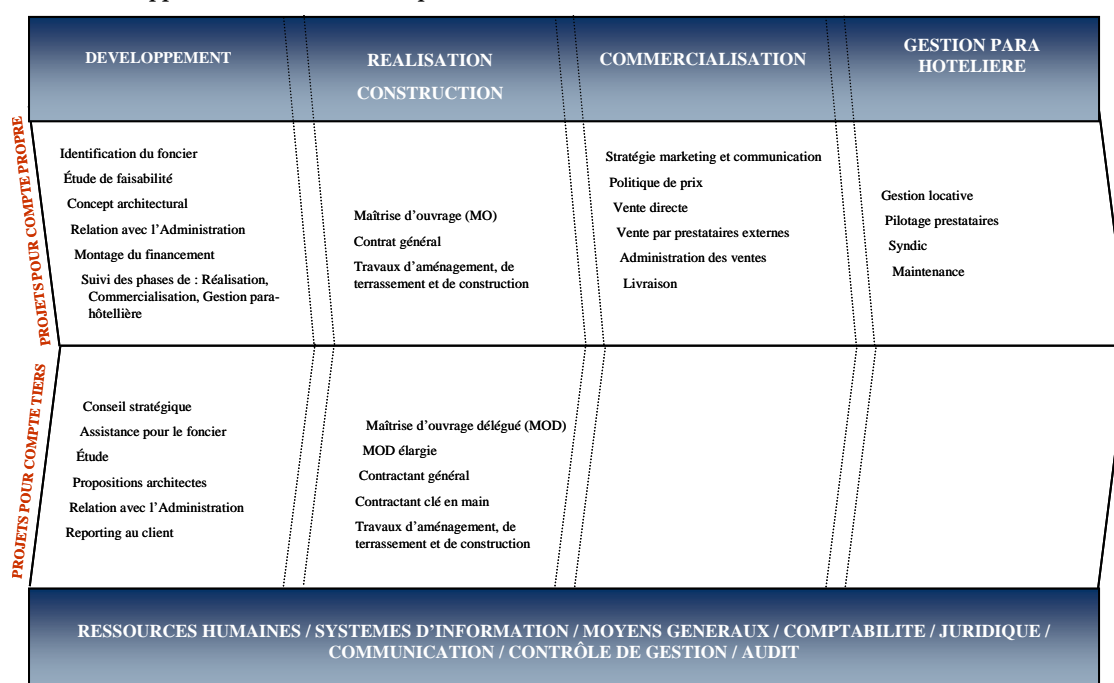 DEVELOPPEMENT
REALISATION
CONSTRUCTION
COMMERCIALISATION
GESTION PARA
HOTELIERE
PROJETS POUR COMPTE PROPRE
Identification du foncier
Étude de faisabilité
Concept architectural
Relation avec l’Administration
Montage du financement
Suivi des phases de : Réalisation,
Commercialisation, Gestion para-
hôtellière
Maîtrise d’ouvrage (MO)
Contrat général
Travaux d’aménagement, de
terrassement et de construction
Stratégie marketing et communication
Politique de prix
Vente directe
Vente par prestataires externes
Administration des ventes
Livraison
Gestion locative
Pilotage prestataires
Syndic
Maintenance
PROJETS POUR COMPTE TIERS
Conseil stratégique
Assistance pour le foncier
Étude
Propositions architectes
Relation avec l’Administration
Reporting au client
Maîtrise d’ouvrage délégué (MOD)
MOD élargie
Contractant général
Contractant clé en main
Travaux d’aménagement, de
terrassement et de construction
RESSOURCES HUMAINES / SYSTEMES D’INFORMATION / MOYENS GENERAUX / COMPTABILITE / JURIDIQUE /
COMMUNICATION / CONTRÔLE DE GESTION / AUDIT